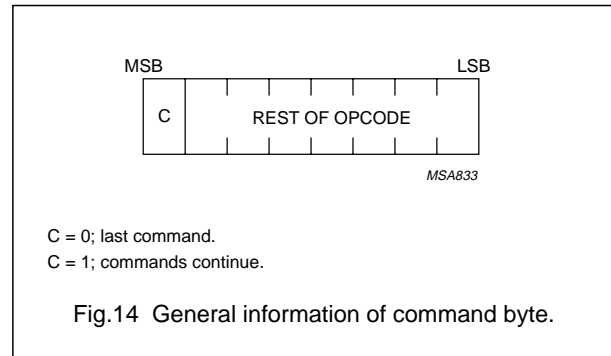 MSB LSB
C REST OF OPCODE
MSA833
C = 0; last command.
C = 1; commands continue.
Fig.14 General information of command byte.